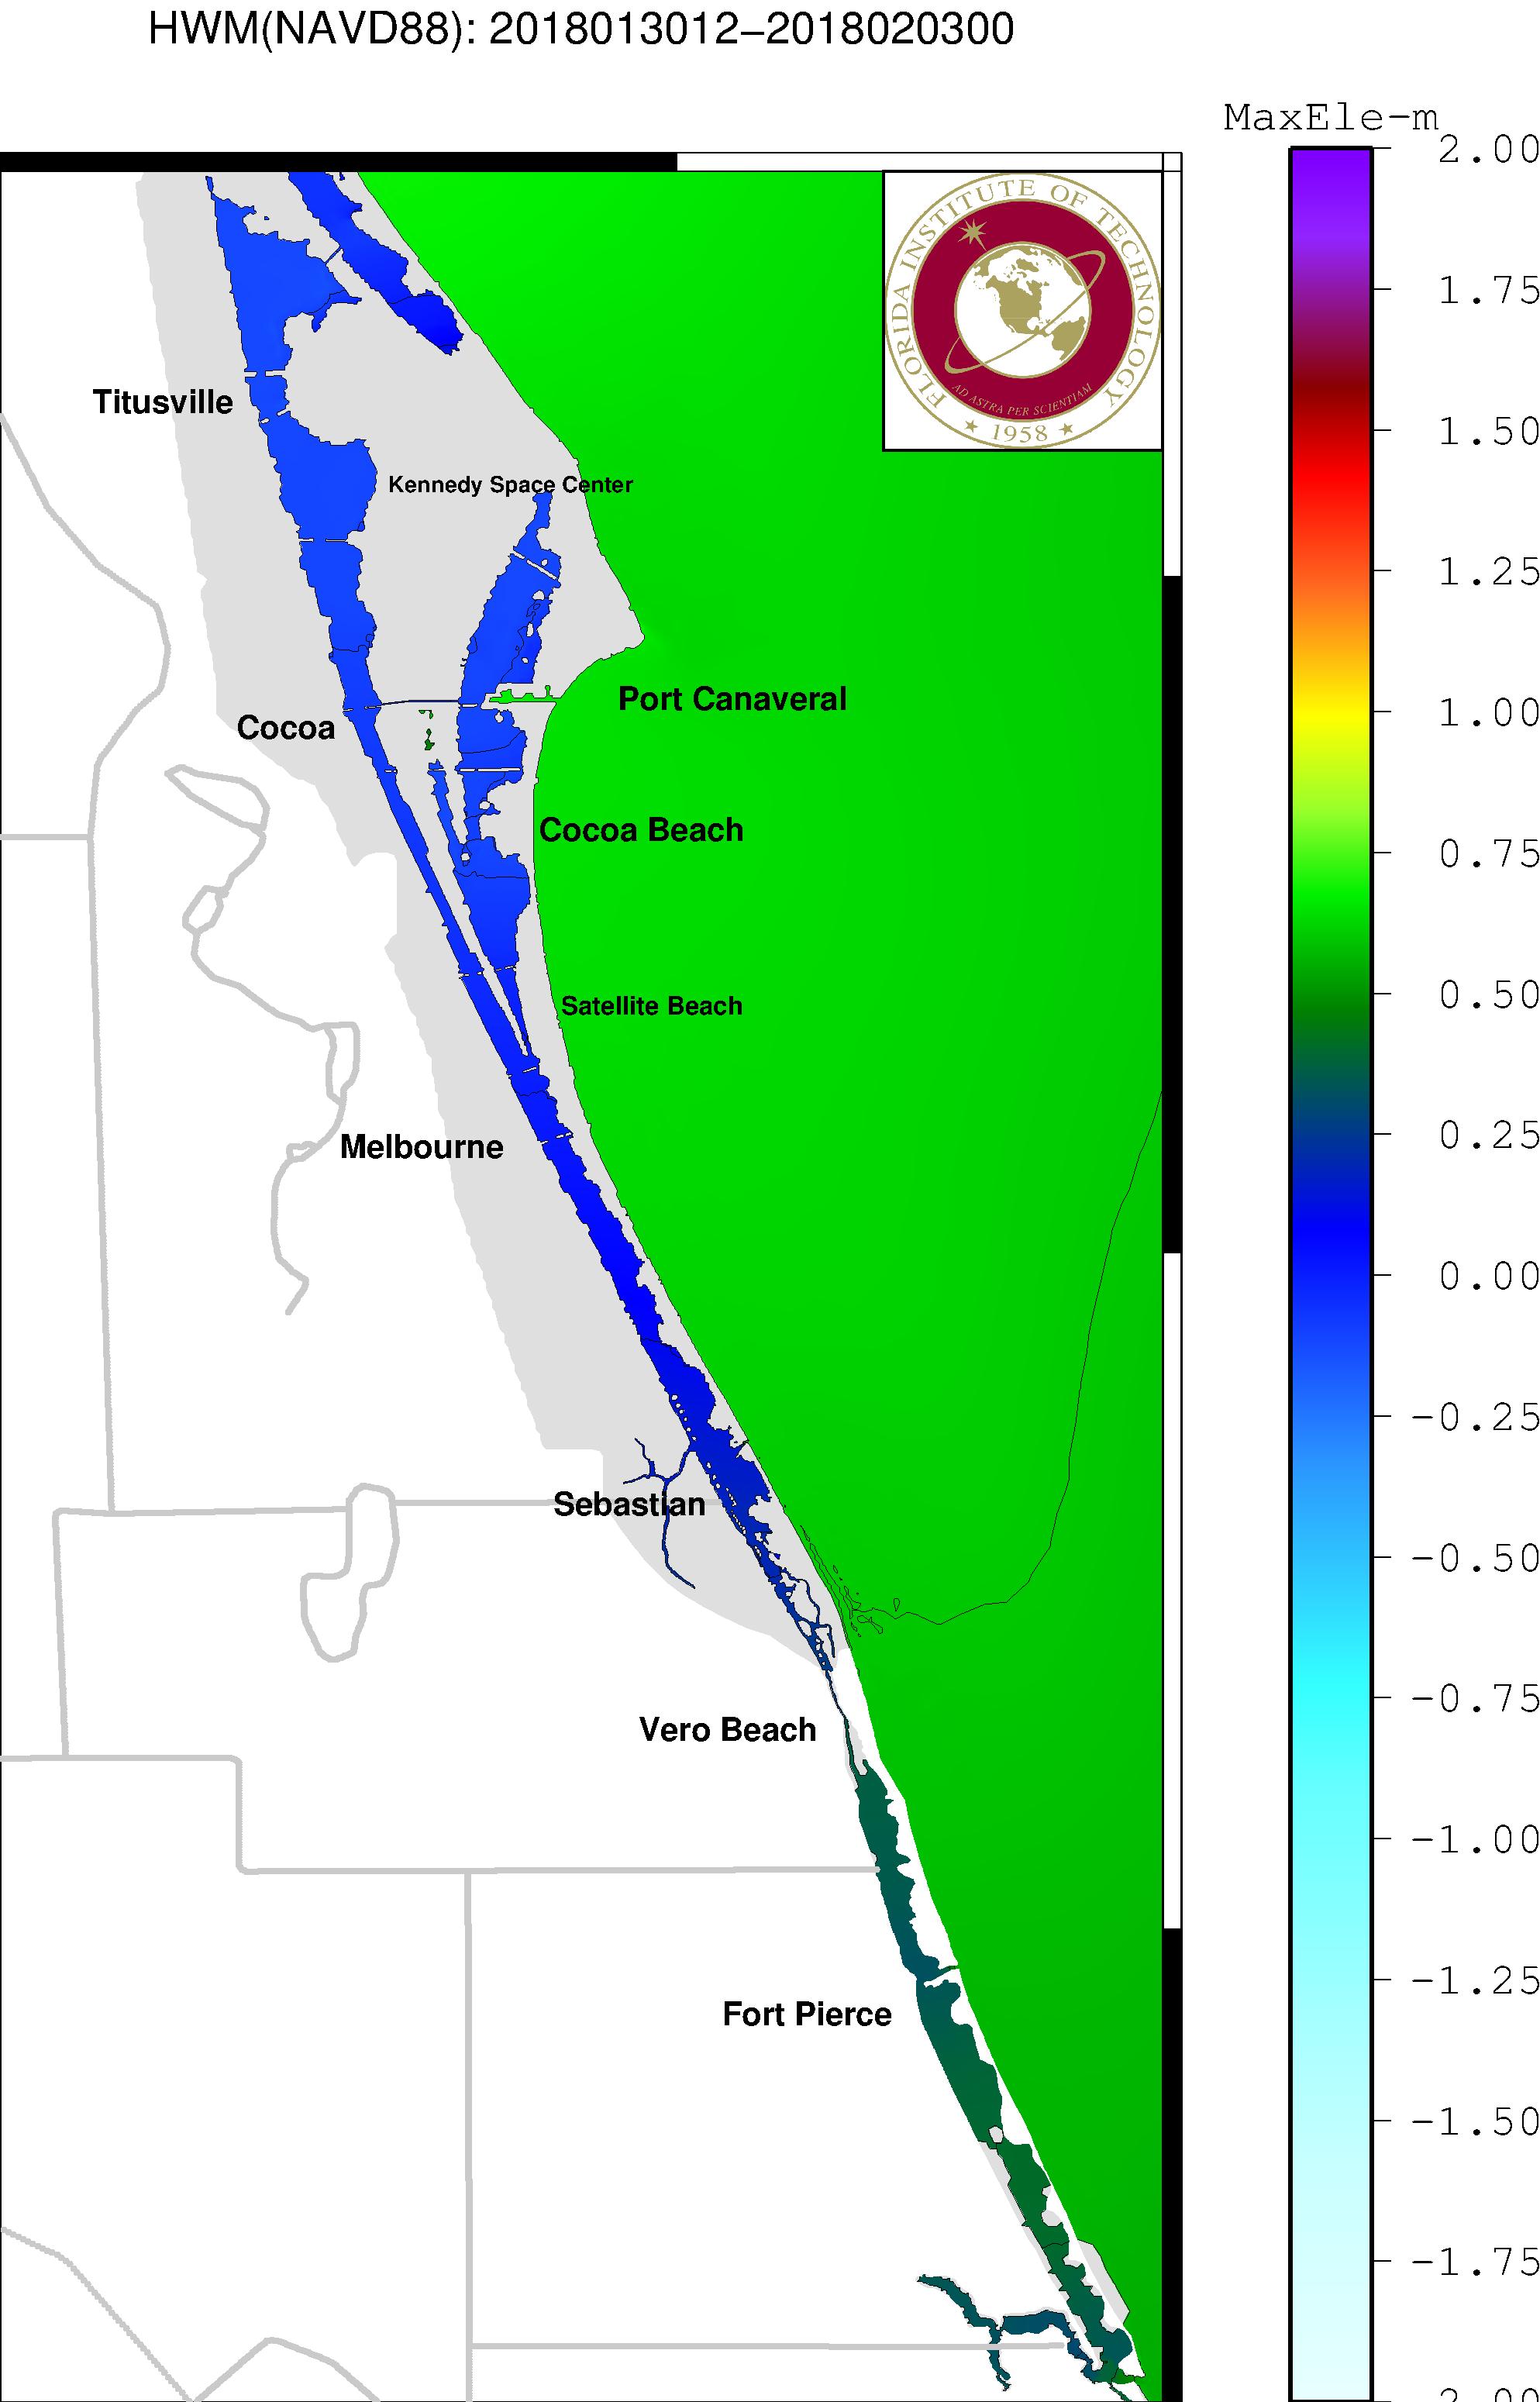 HWM(NAVD88): 2018013012–2018020300
MaxEle-m
2.00
1.75
1.50
1.25
1.00
0.75
0.50
0.25
0.00
-0.25
-0.50
-0.75
-1.00
-1.25
-1.50
-1.75
FLORIDA INSTITUTE OF TECHNOLOGY
AD ASTRA PER SCIENTIAM
1958
Titusville
Kennedy Space Center
Port Canaveral
Cocoa
Cocoa Beach
Satellite Beach
Melbourne
Sebastian
Vero Beach
Fort Pierce